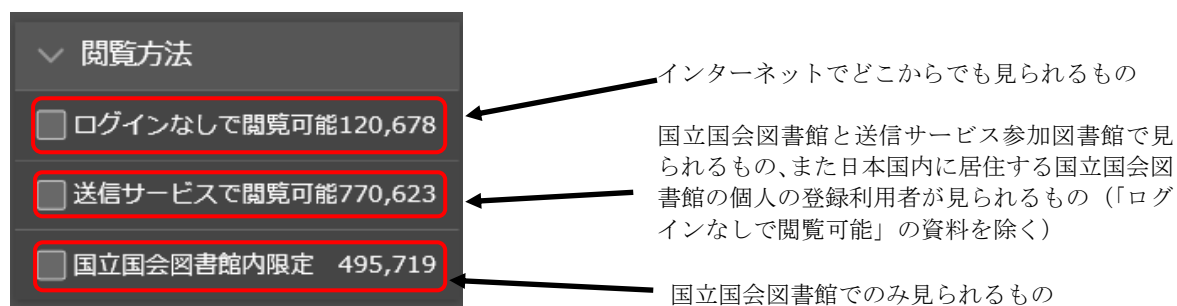 閲覧方法
ログインなしで閲覧可能120,678
送信サービスで閲覧可能770,623
国立国会図書館内限定 495,719
インターネットでどこからでも見られるもの
国立国会図書館と送信サービス参加図書館で見
られるもの、また日本国内に居住する国立国会図
書館の個人の登録利用者が見られるもの（「ログ
インなしで閲覧可能」の資料を除く）
国立国会図書館でのみ見られるもの